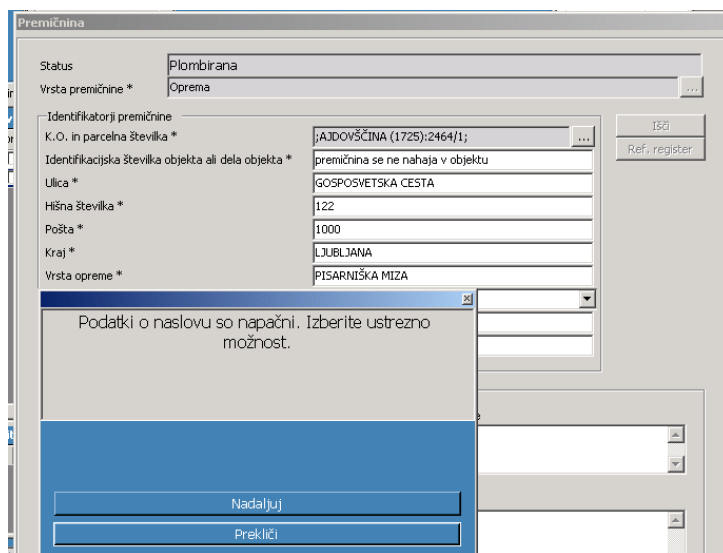 Premičnina
Status
Plombirana
Vrsta premičnine *
Oprema
...
Identifikatorji premičnine
K.O. in parcelna številka *
;AJDOVŠČINA (1725):2464/1;
...
Išči
Identifikacijska številka objekta ali dela objekta *
premičnina se ne nahaja v objektu
Ref. register
Ulica *
GOSPOSVETSKA CESTA
Hišna številka *
122
Pošta *
1000
Kraj *
LJUBLJANA
Vrsta opreme *
PISARNIŠKA MIZA
Podatki o naslovu so napačni. Izberite ustrezno
možnost.
Nadaljuj
Prekliči